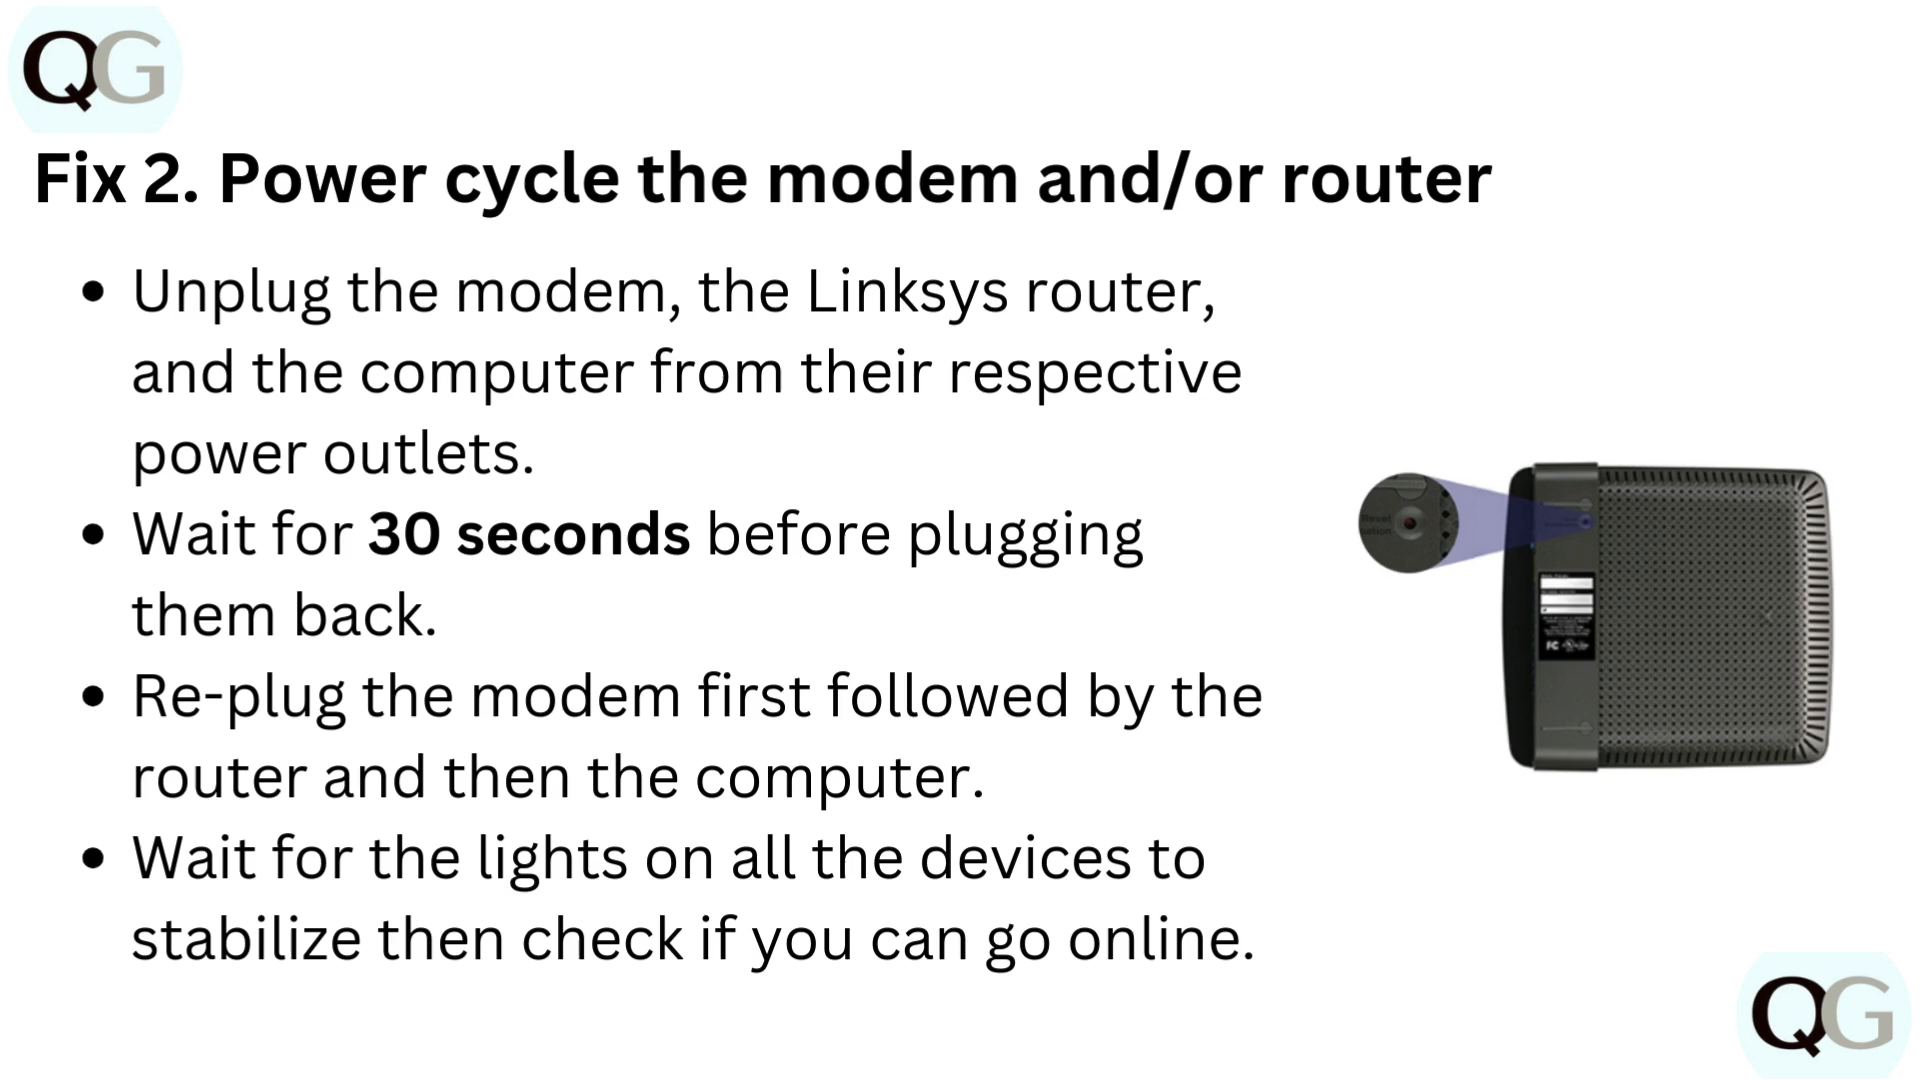 QG
Fix 2. Power cycle the modem and/or router
• Unplug the modem, the Linksys router,
and the computer from their respective
power outlets.
• Wait for 30 seconds before plugging
them back.
• Re-plug the modem first followed by the
router and then the computer.
• Wait for the lights on all the devices to
stabilize then check if you can go online.
Reset
FC
QG